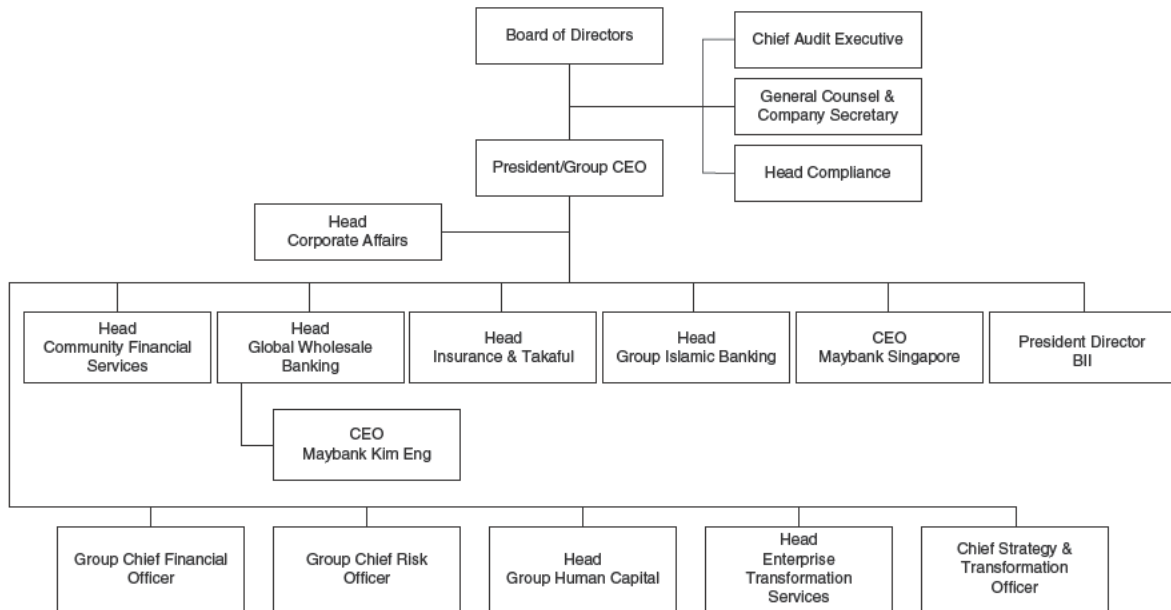 Board of Directors
Chief Audit Executive
General Counsel &
Company Secretary
President/Group CEO
Head Compliance
Head
Corporate Affairs
Head
Community Financial
Services
Head
Global Wholesale
Banking
Head
Insurance & Takaful
Head
Group Islamic Banking
CEO
Maybank Singapore
President Director
BII
CEO
Maybank Kim Eng
Group Chief Financial
Officer
Group Chief Risk
Officer
Head
Group Human Capital
Head
Enterprise
Transformation
Services
Chief Strategy &
Transformation
Officer